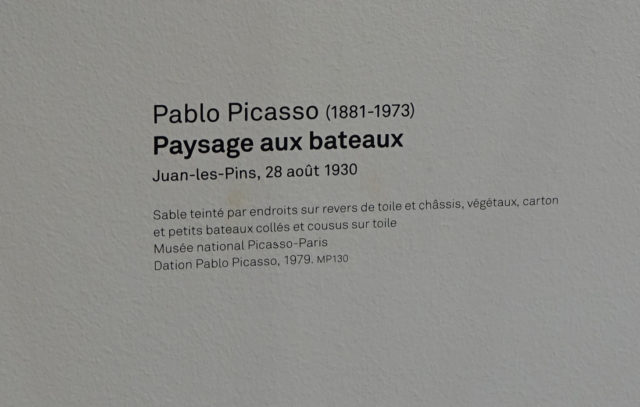 Pablo Picasso (1881-1973)
Paysage aux bateaux
Juan-les-Pins, 28 août 1930
Sable teinté par endroits sur revers de toile et châssis, végétaux, carton
et petits bateaux collés et cousus sur toile
Musée national Picasso-Paris
Dation Pablo Picasso, 1979. MP130